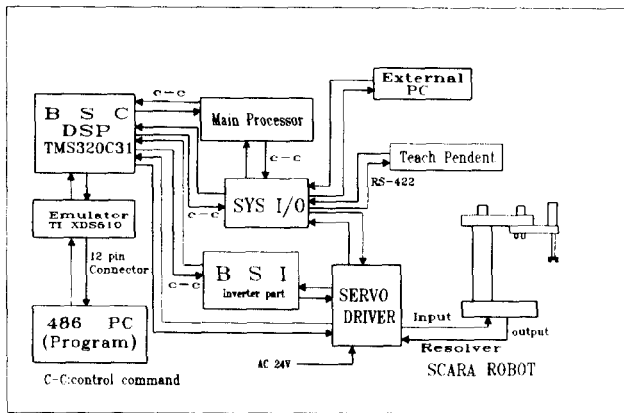 B S C
DSP
TMS320C31
C-C
Main Processor
C-C
External
PC
Teach Pendent
RS-422
SYS I/O
C-C
Emulator
TI XDS510
12 pin
Connector
B S I
inverter part
C-C
SERVO
DRIVER
486 PC
(Program)
Input
output
Resolver
AC 24V
SCARA ROBOT
C-C:control command